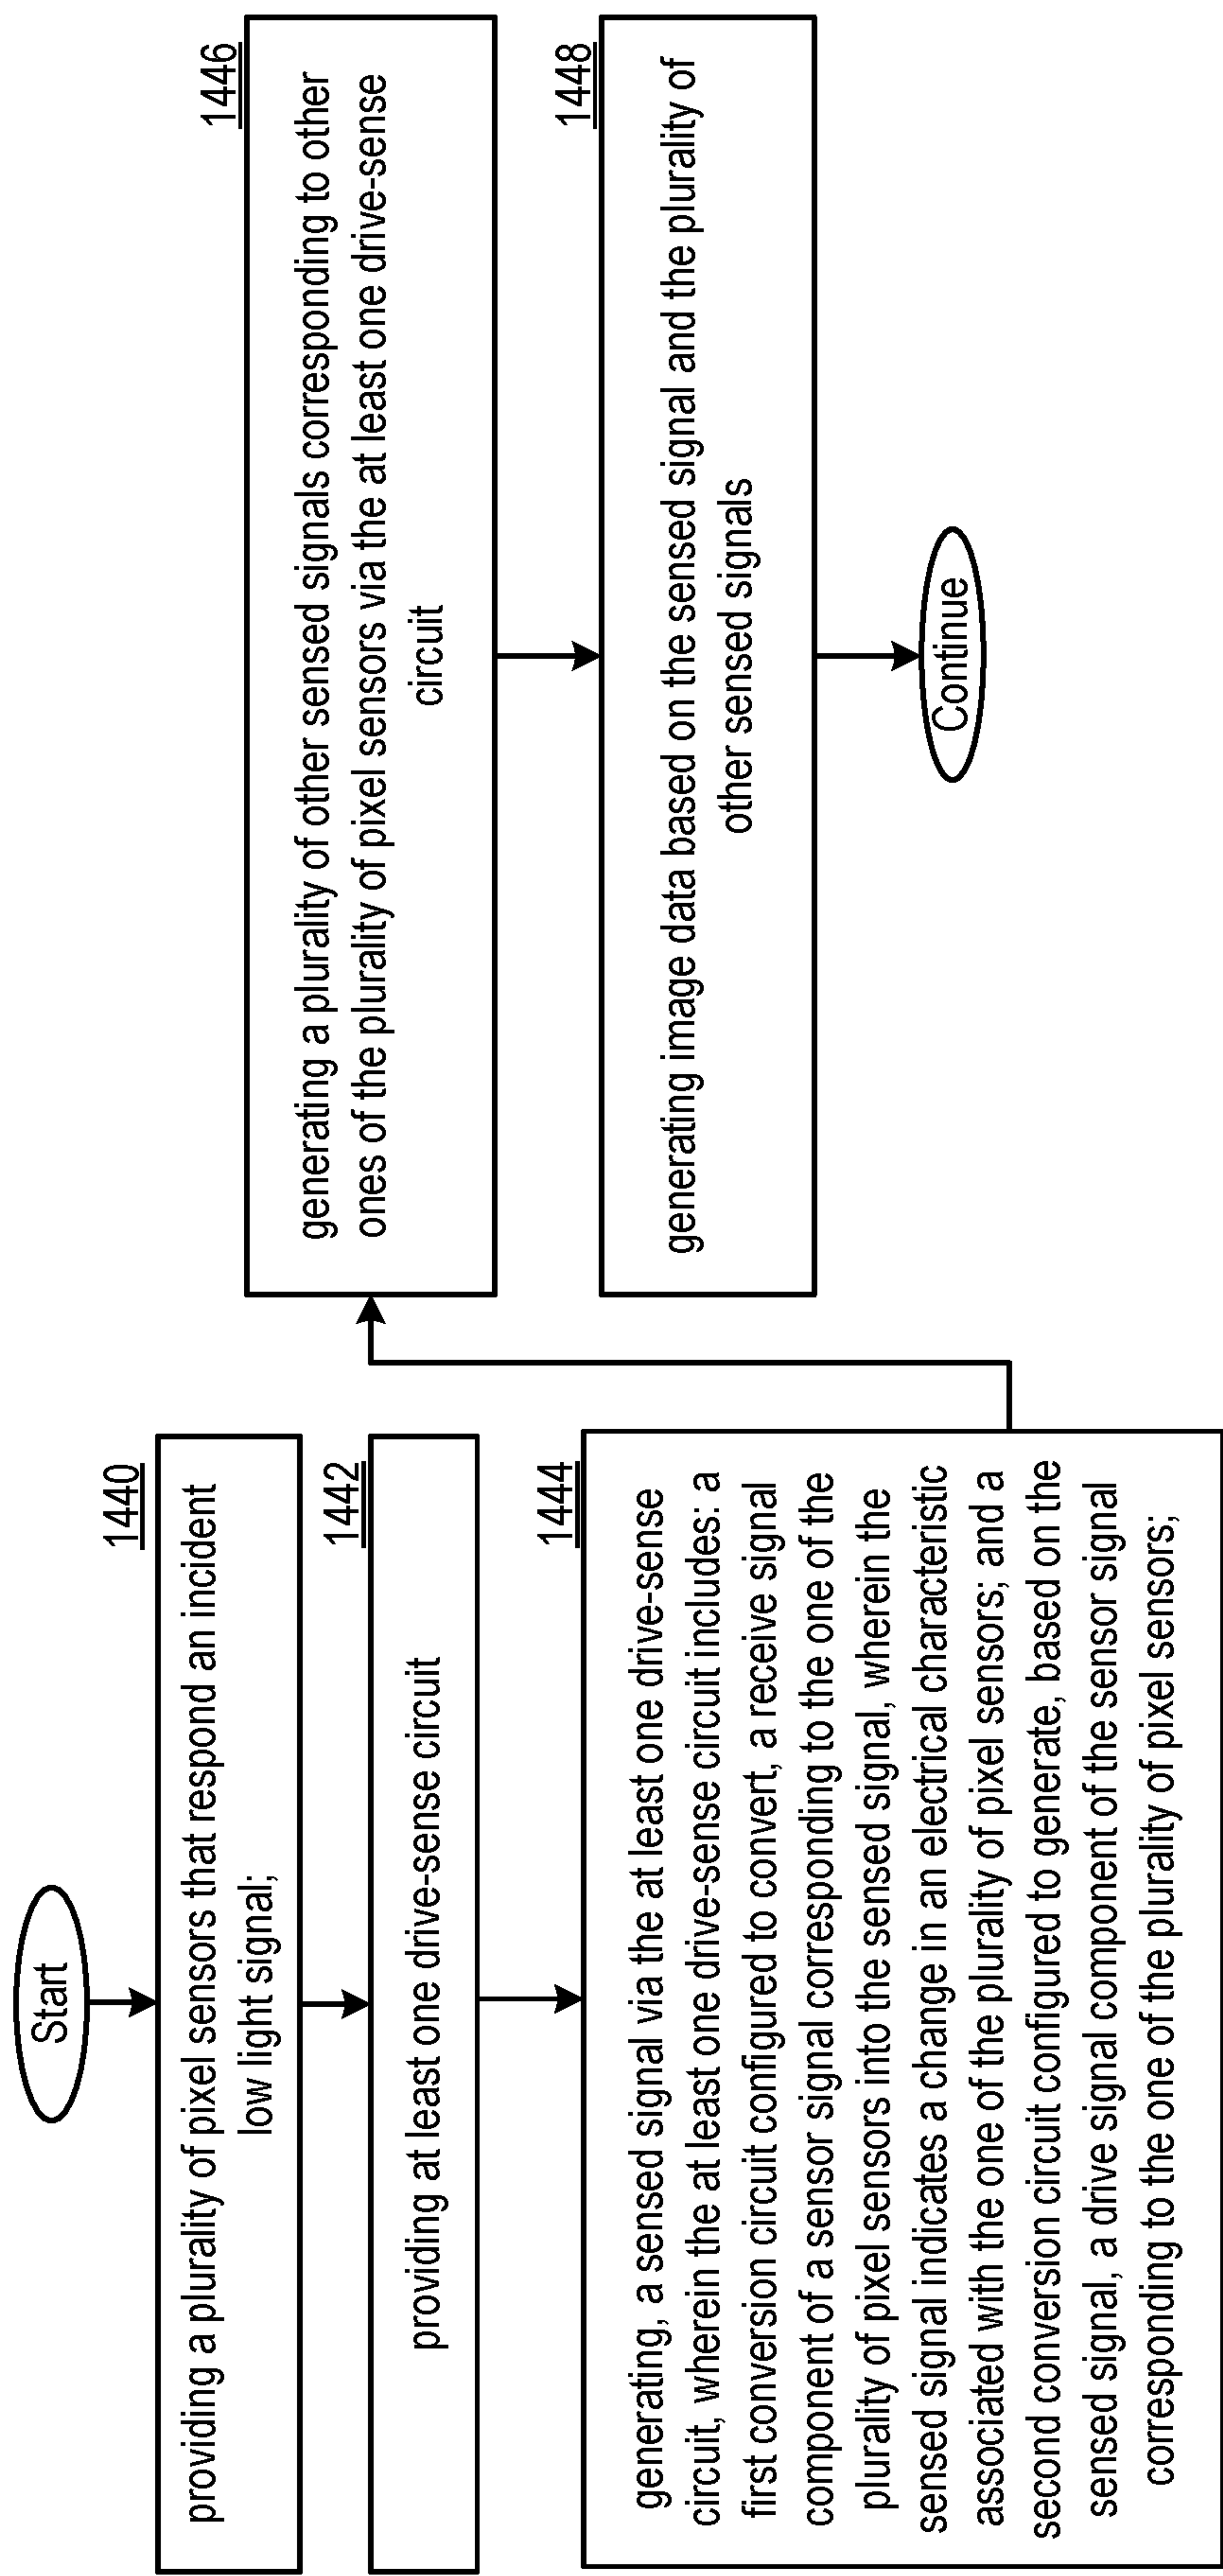 Start
1440
providing a plurality of pixel sensors that respond an incident
low light signal;
1442
providing at least one drive-sense circuit
1444
generating, a sensed signal via the at least one drive-sense
circuit, wherein the at least one drive-sense circuit includes: a
first conversion circuit configured to convert, a receive signal
component of a sensor signal corresponding to the one of the
plurality of pixel sensors into the sensed signal, wherein the
sensed signal indicates a change in an electrical characteristic
associated with the one of the plurality of pixel sensors; and a
second conversion circuit configured to generate, based on the
sensed signal, a drive signal component of the sensor signal
corresponding to the one of the plurality of pixel sensors;
1446
generating a plurality of other sensed signals corresponding to other
ones of the plurality of pixel sensors via the at least one drive-sense
circuit
1448
generating image data based on the sensed signal and the plurality of
other sensed signals
Continue